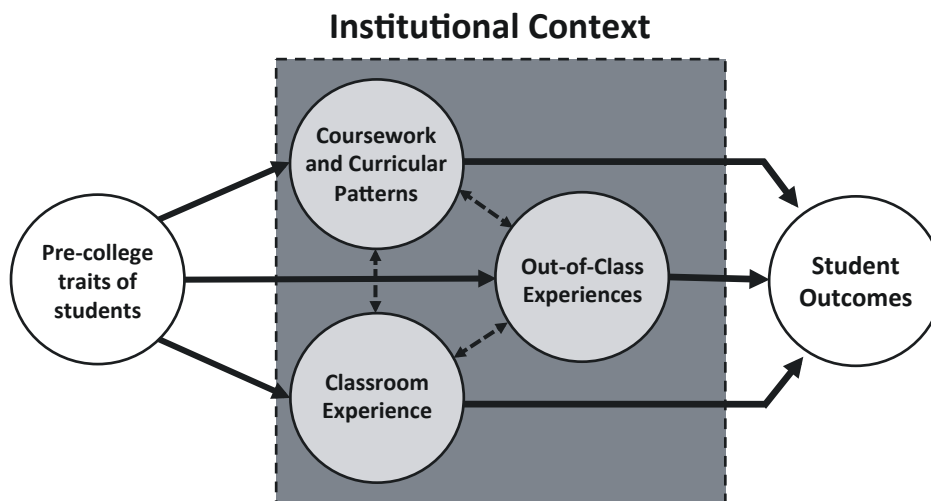 Institutional Context
Coursework
and Curricular
Patterns
Pre-college
traits of
students
Out-of-Class
Experiences
Student
Outcomes
Classroom
Experience